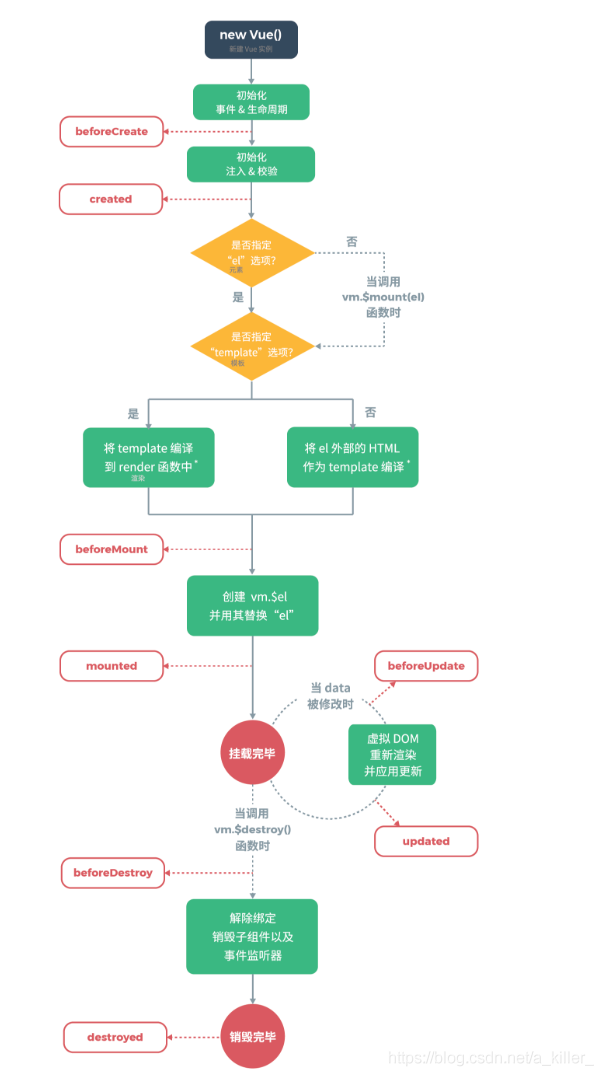 new Vue()
新建 Vue 实例
初始化
事件 & 生命周期
beforeCreate
初始化
注入 & 校验
created
是否指定
“el”选项?
元素
否
当调用
vm.$mount(el)
函数时
是
是否指定
“template”选项?
模板
是
否
将 template 编译
到 render 函数中*
渲染
将 el 外部的 HTML
作为 template 编译*
beforeMount
创建 vm.$el
并用其替换“el”
mounted
当 data
被修改时
beforeUpdate
挂载完毕
虚拟 DOM
重新渲染
并应用更新
updated
当调用
vm.$destroy()
函数时
beforeDestroy
解除绑定
销毁子组件以及
事件监听器
destroyed
销毁完毕
https://blog.csdn.net/a_killer_